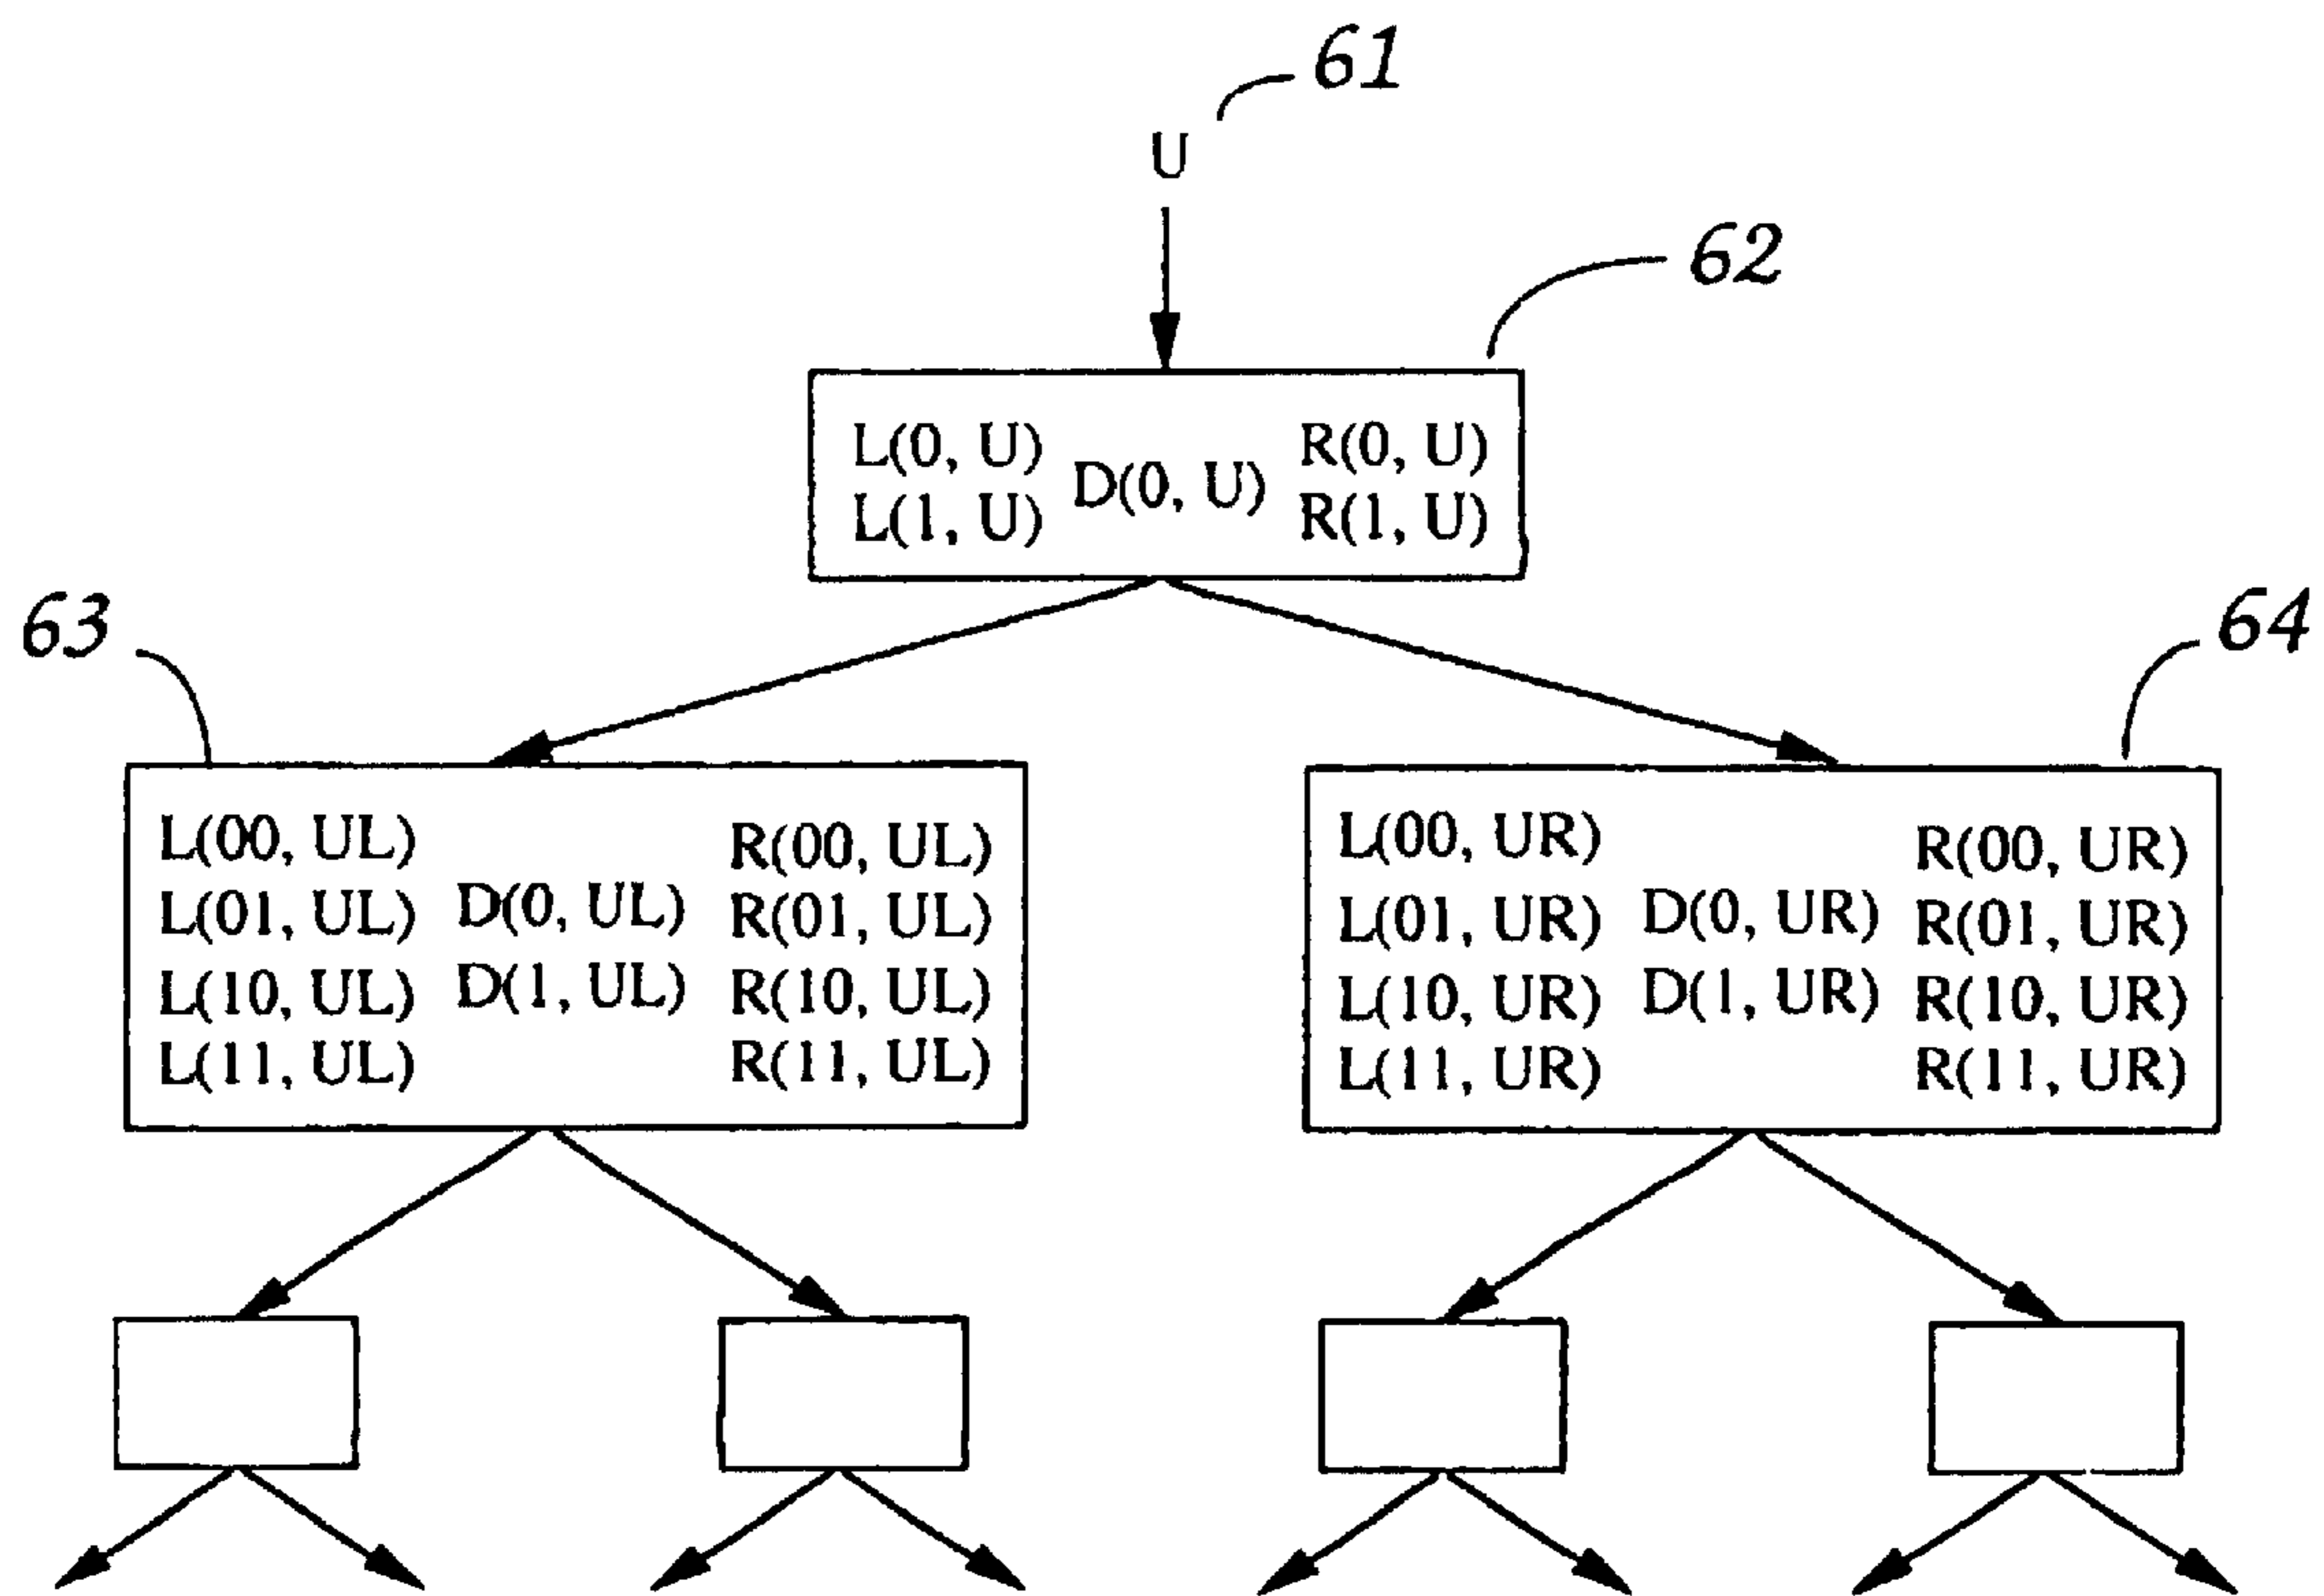 61
U
62
L(0, U) D(0, U) R(0, U)
L(1, U) R(1, U)
63
64
L(00, UL) R(00, UL)
L(01, UL) D(0, UL) R(01, UL)
L(10, UL) D(1, UL) R(10, UL)
L(11, UL) R(11, UL)
L(00, UR) R(00, UR)
L(01, UR) D(0, UR) R(01, UR)
L(10, UR) D(1, UR) R(10, UR)
L(11, UR) R(11, UR)